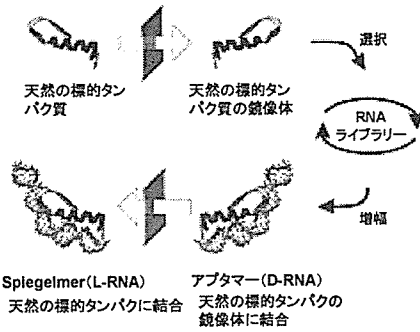 天然の標的タン
パク質
天然の標的タン
パク質の鏡像体
選択
RNA
ライブラリー
増幅
Spiegelmer(L-RNA)
天然の標的タンパクに結合
アプタマー(D-RNA)
天然の標的タンパクの
鏡像体に結合